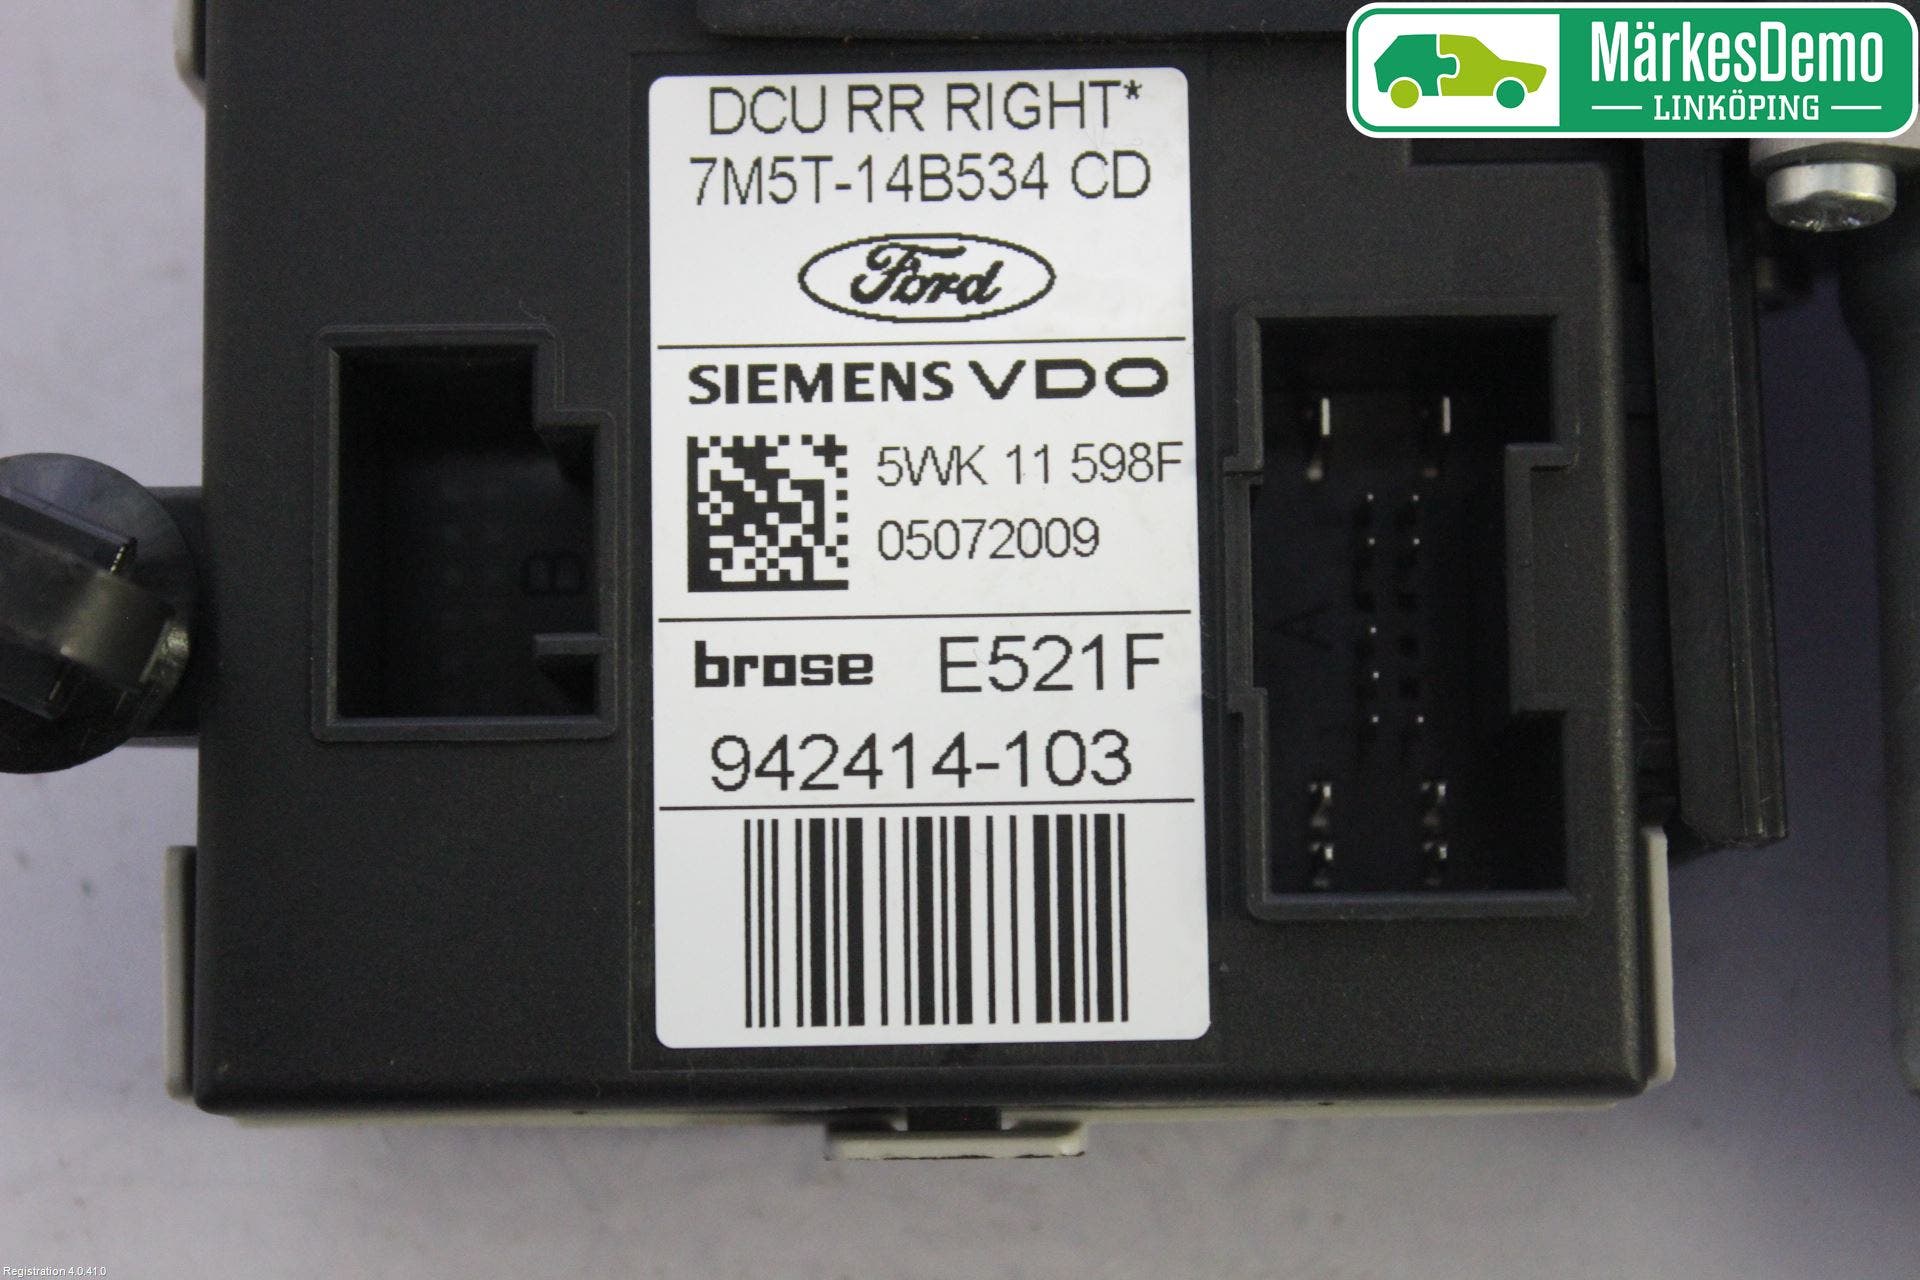 MärkesDemo
LINKÖPING
DCU RR RIGHT*
7M5T-14B534 CD
Ford
SIEMENS VDO
5WK 11 598F
05072009
brose E521F
942414-103
B
A
Registration 4.0.41.0